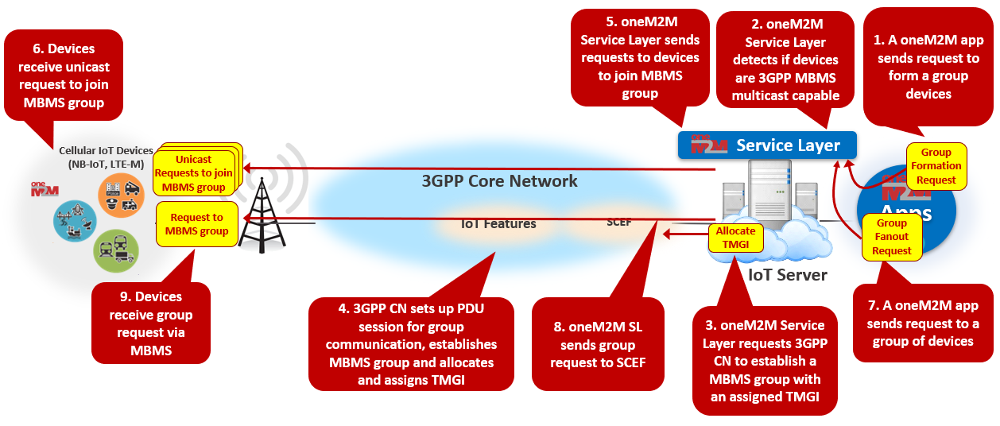 6. Devices
receive unicast
request to join
MBMS group
5. oneM2M
Service Layer sends
requests to devices
to join MBMS
group
2. oneM2M
Service Layer
detects if devices
are 3GPP MBMS
multicast capable
1. A oneM2M app
sends request to
form a group
devices
Cellular IoT Devices
(NB-IoT, LTE-M)
one
M2M
Police
Unicast
Requests to join
MBMS group
Request to
MBMS group
3GPP Core Network
IoT Features
SCEF
one
M2M
Service Layer
Allocate
TMGI
IoT Server
one
M2M
Apps
Group
Formation
Request
Group
Fanout
Request
9. Devices
receive group
request via
MBMS
4. 3GPP CN sets up PDU
session for group
communication, establishes
MBMS group and allocates
and assigns TMGI
8. oneM2M SL
sends group
request to SCEF
3. oneM2M Service
Layer requests 3GPP
CN to establish a
MBMS group with
an assigned TMGI
7. A oneM2M app
sends request to a
group of devices